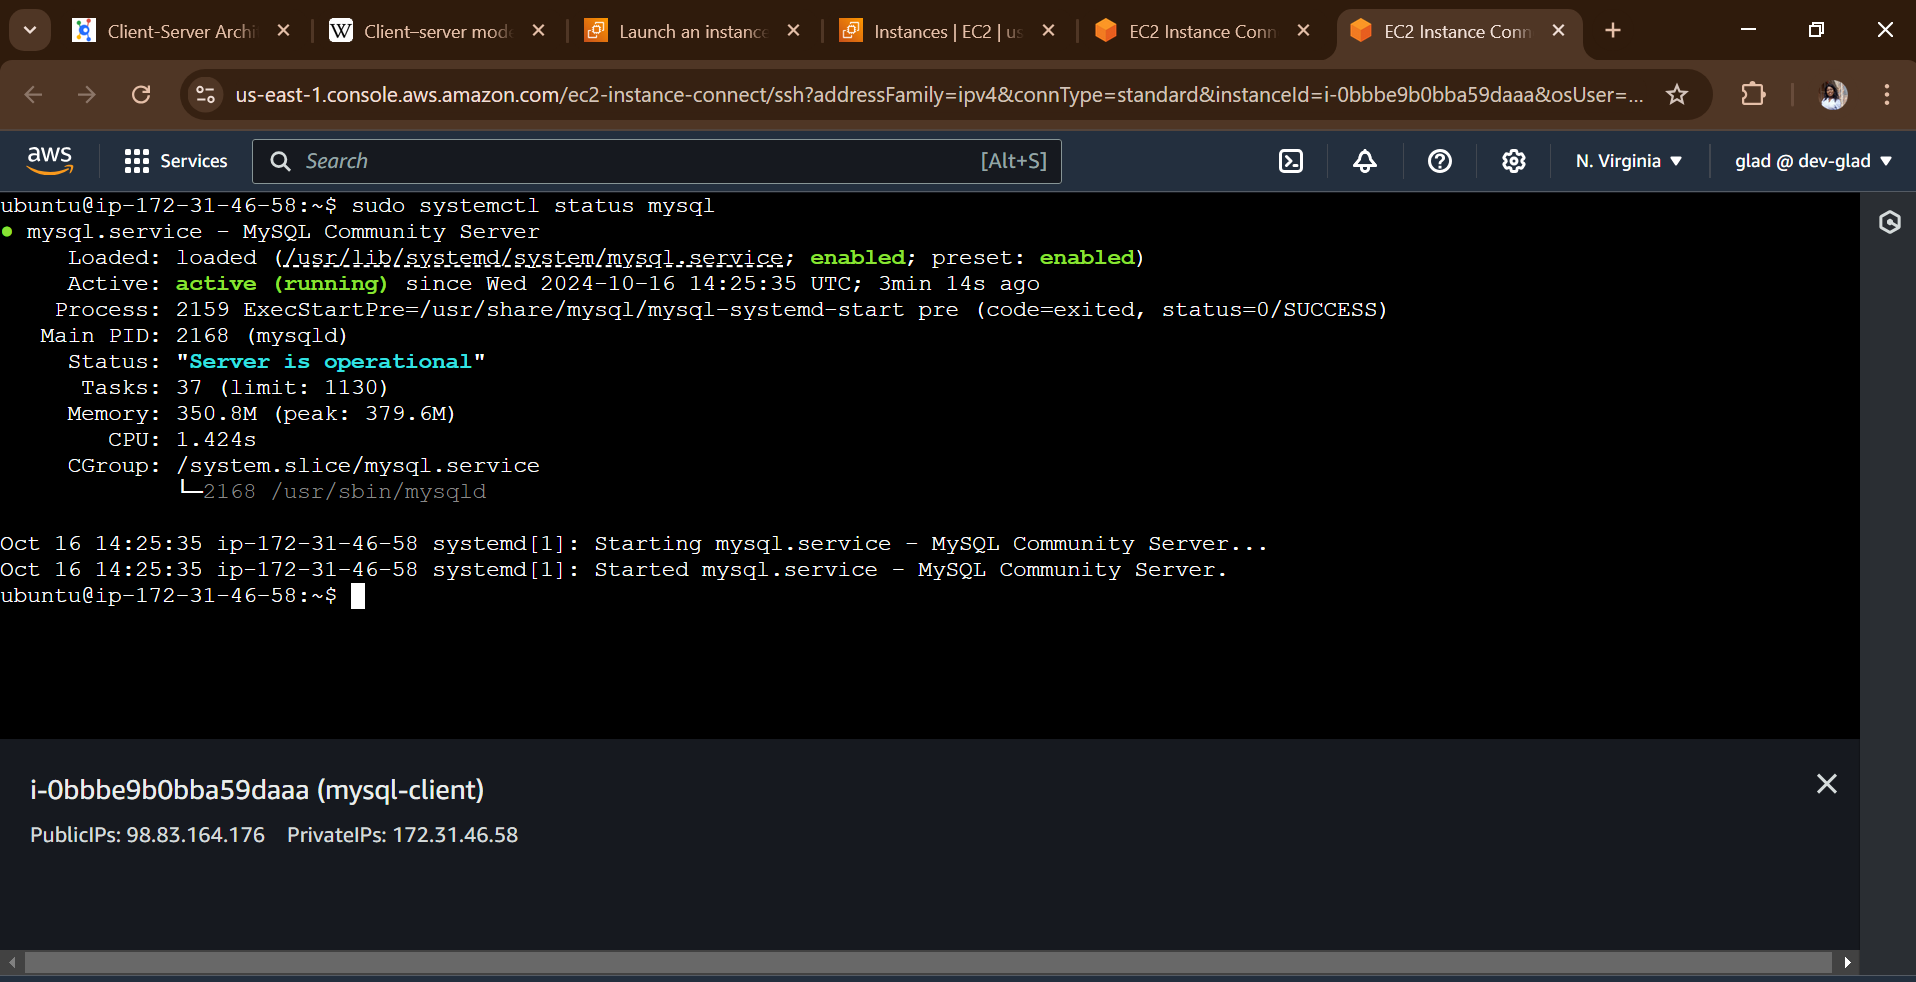 Client-Server Archi
Client–server mode
Launch an instance
Instances | EC2 | us
EC2 Instance Conn
EC2 Instance Conn
us-east-1.console.aws.amazon.com/ec2-instance-connect/ssh?addressFamily=ipv4&connType=standard&instanceId=i-0bbbe9b0bba59daaa&osUser=...
aws
Services
Search
[Alt+S]
N. Virginia
glad @ dev-glad
ubuntu@ip-172-31-46-58:~$ sudo systemctl status mysql
● mysql.service - MySQL Community Server
Loaded: loaded (/usr/lib/systemd/system/mysql.service; enabled; preset: enabled)
Active: active (running) since Wed 2024-10-16 14:25:35 UTC; 3min 14s ago
Process: 2159 ExecStartPre=/usr/share/mysql/mysql-systemd-start pre (code=exited, status=0/SUCCESS)
Main PID: 2168 (mysqld)
Status: "Server is operational"
Tasks: 37 (limit: 1130)
Memory: 350.8M (peak: 379.6M)
CPU: 1.424s
CGroup: /system.slice/mysql.service
└─2168 /usr/sbin/mysqld
Oct 16 14:25:35 ip-172-31-46-58 systemd[1]: Starting mysql.service - MySQL Community Server...
Oct 16 14:25:35 ip-172-31-46-58 systemd[1]: Started mysql.service - MySQL Community Server.
ubuntu@ip-172-31-46-58:~$
i-0bbbe9b0bba59daaa (mysql-client)
PublicIPs: 98.83.164.176 PrivateIPs: 172.31.46.58